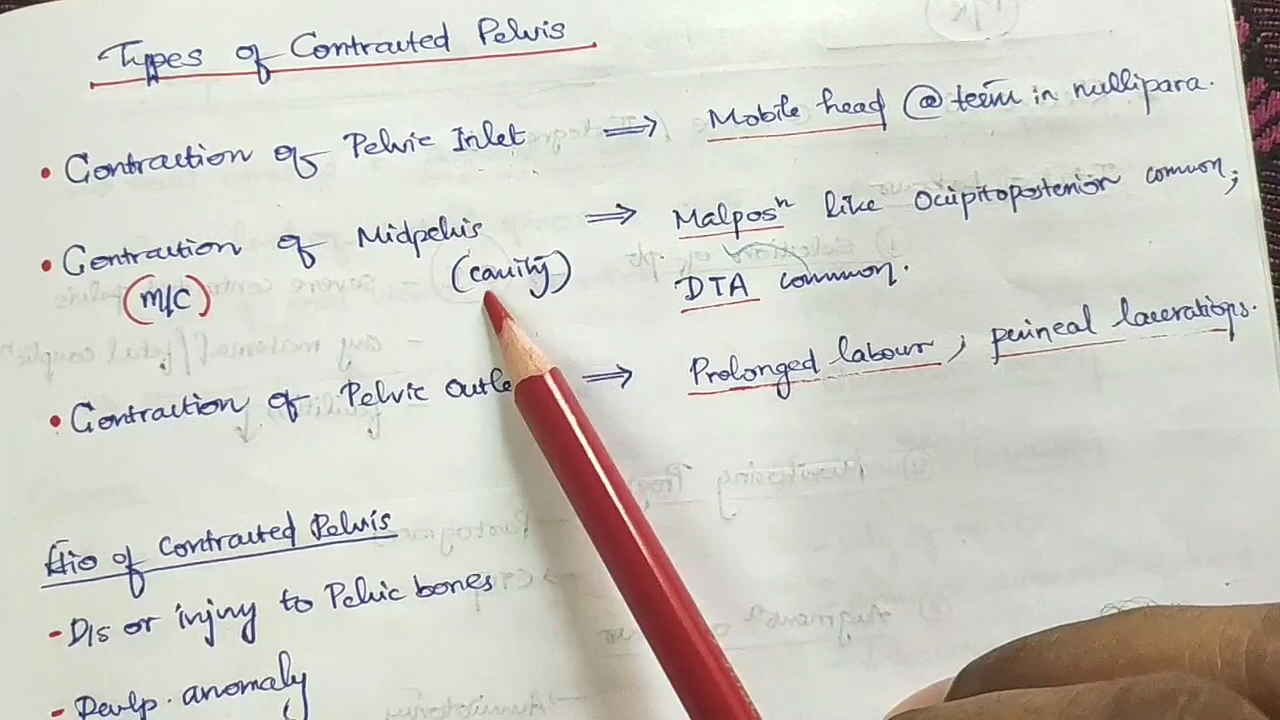 Types of Contracted Pelvis
• Contraction of Pelvic Inlet ⟹ Mobile head @ term in nullipara.
• Contraction of Midpelvis ⟹ Malposⁿ like Occipitoposterior common;
(M/C) (cavity) DTA common.
• Contraction of Pelvic ⟹ Prolonged labour ; perineal lacerations.
Etio of Contracted Pelvis
- Dis or injury to Pelvic bones
- Devlp. anomaly